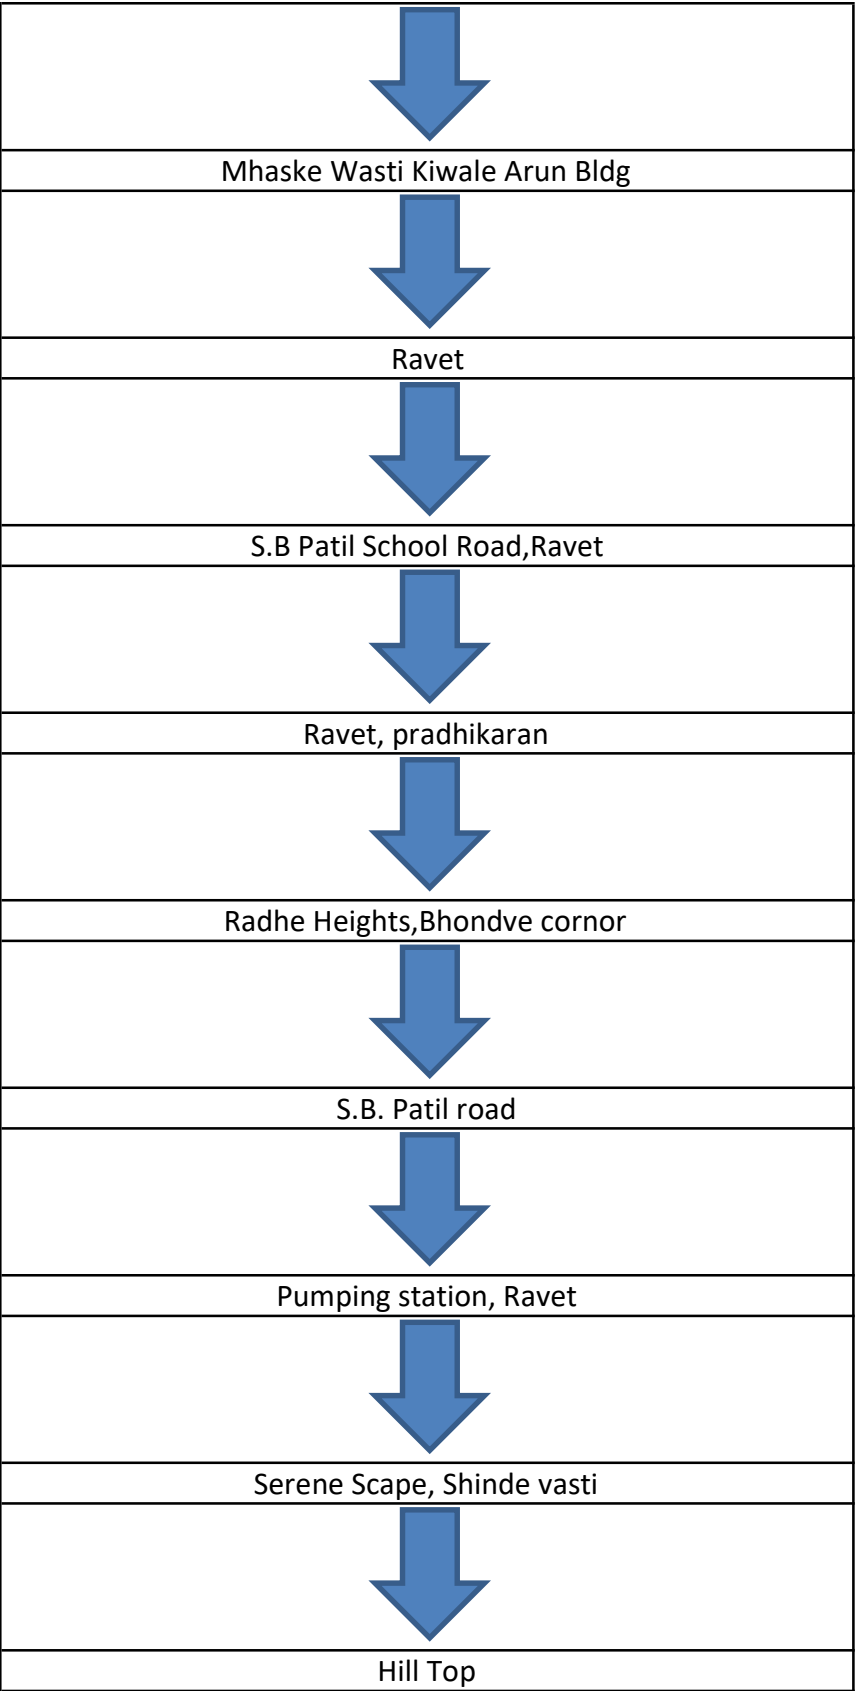 Mhaske Wasti Kiwale Arun Bldg
Ravet
S.B Patil School Road,Ravet
Ravet, pradhikaran
Radhe Heights,Bhondve cornor
S.B. Patil road
Pumping station, Ravet
Serene Scape, Shinde vasti
Hill Top